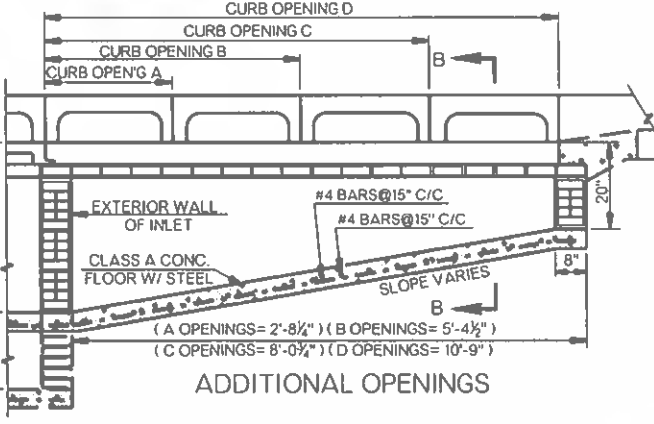 CURB OPENING D
CURB OPENING C
CURB OPENING B
CURB OPEN'G A
B
#4 BARS@15" C/C
#4 BARS@15" C/C
EXTERIOR WALL
OF INLET
20"
CLASS A CONC.
FLOOR W/ STEEL
SLOPE VARIES
8"
B
( A OPENINGS= 2'-8¼" ) ( B OPENINGS= 5'-4½" )
( C OPENINGS= 8'-0¾" ) ( D OPENINGS= 10'-9" )
ADDITIONAL OPENINGS